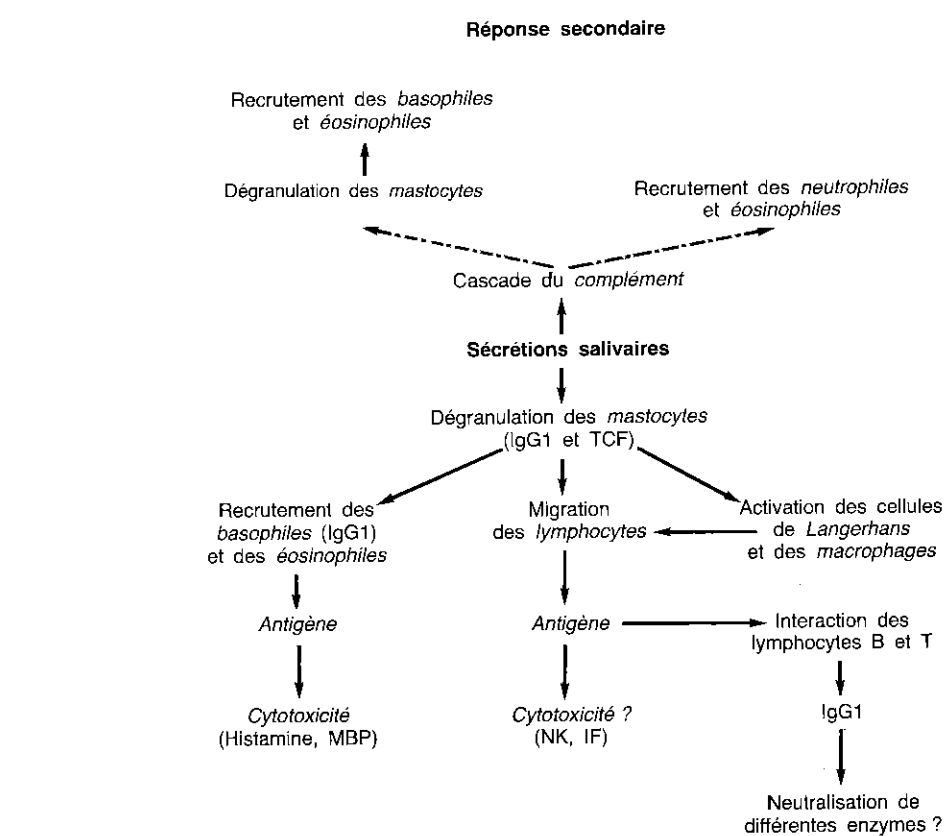 Réponse secondaire
Recrutement des basophiles
et éosinophiles
Dégranulation des mastocytes
Recrutement des neutrophiles
et éosinophiles
Cascade du complément
Sécrétions salivaires
Dégranulation des mastocytes
(IgG1 et TCF)
Recrutement des
basophiles (IgG1)
et des éosinophiles
Migration
des lymphocytes
Activation des cellules
de Langerhans
et des macrophages
Antigène
Antigène
Interaction des
lymphocytes B et T
Cytotoxicité
(Histamine, MBP)
Cytotoxicité ?
(NK, IF)
IgG1
Neutralisation de
différentes enzymes ?